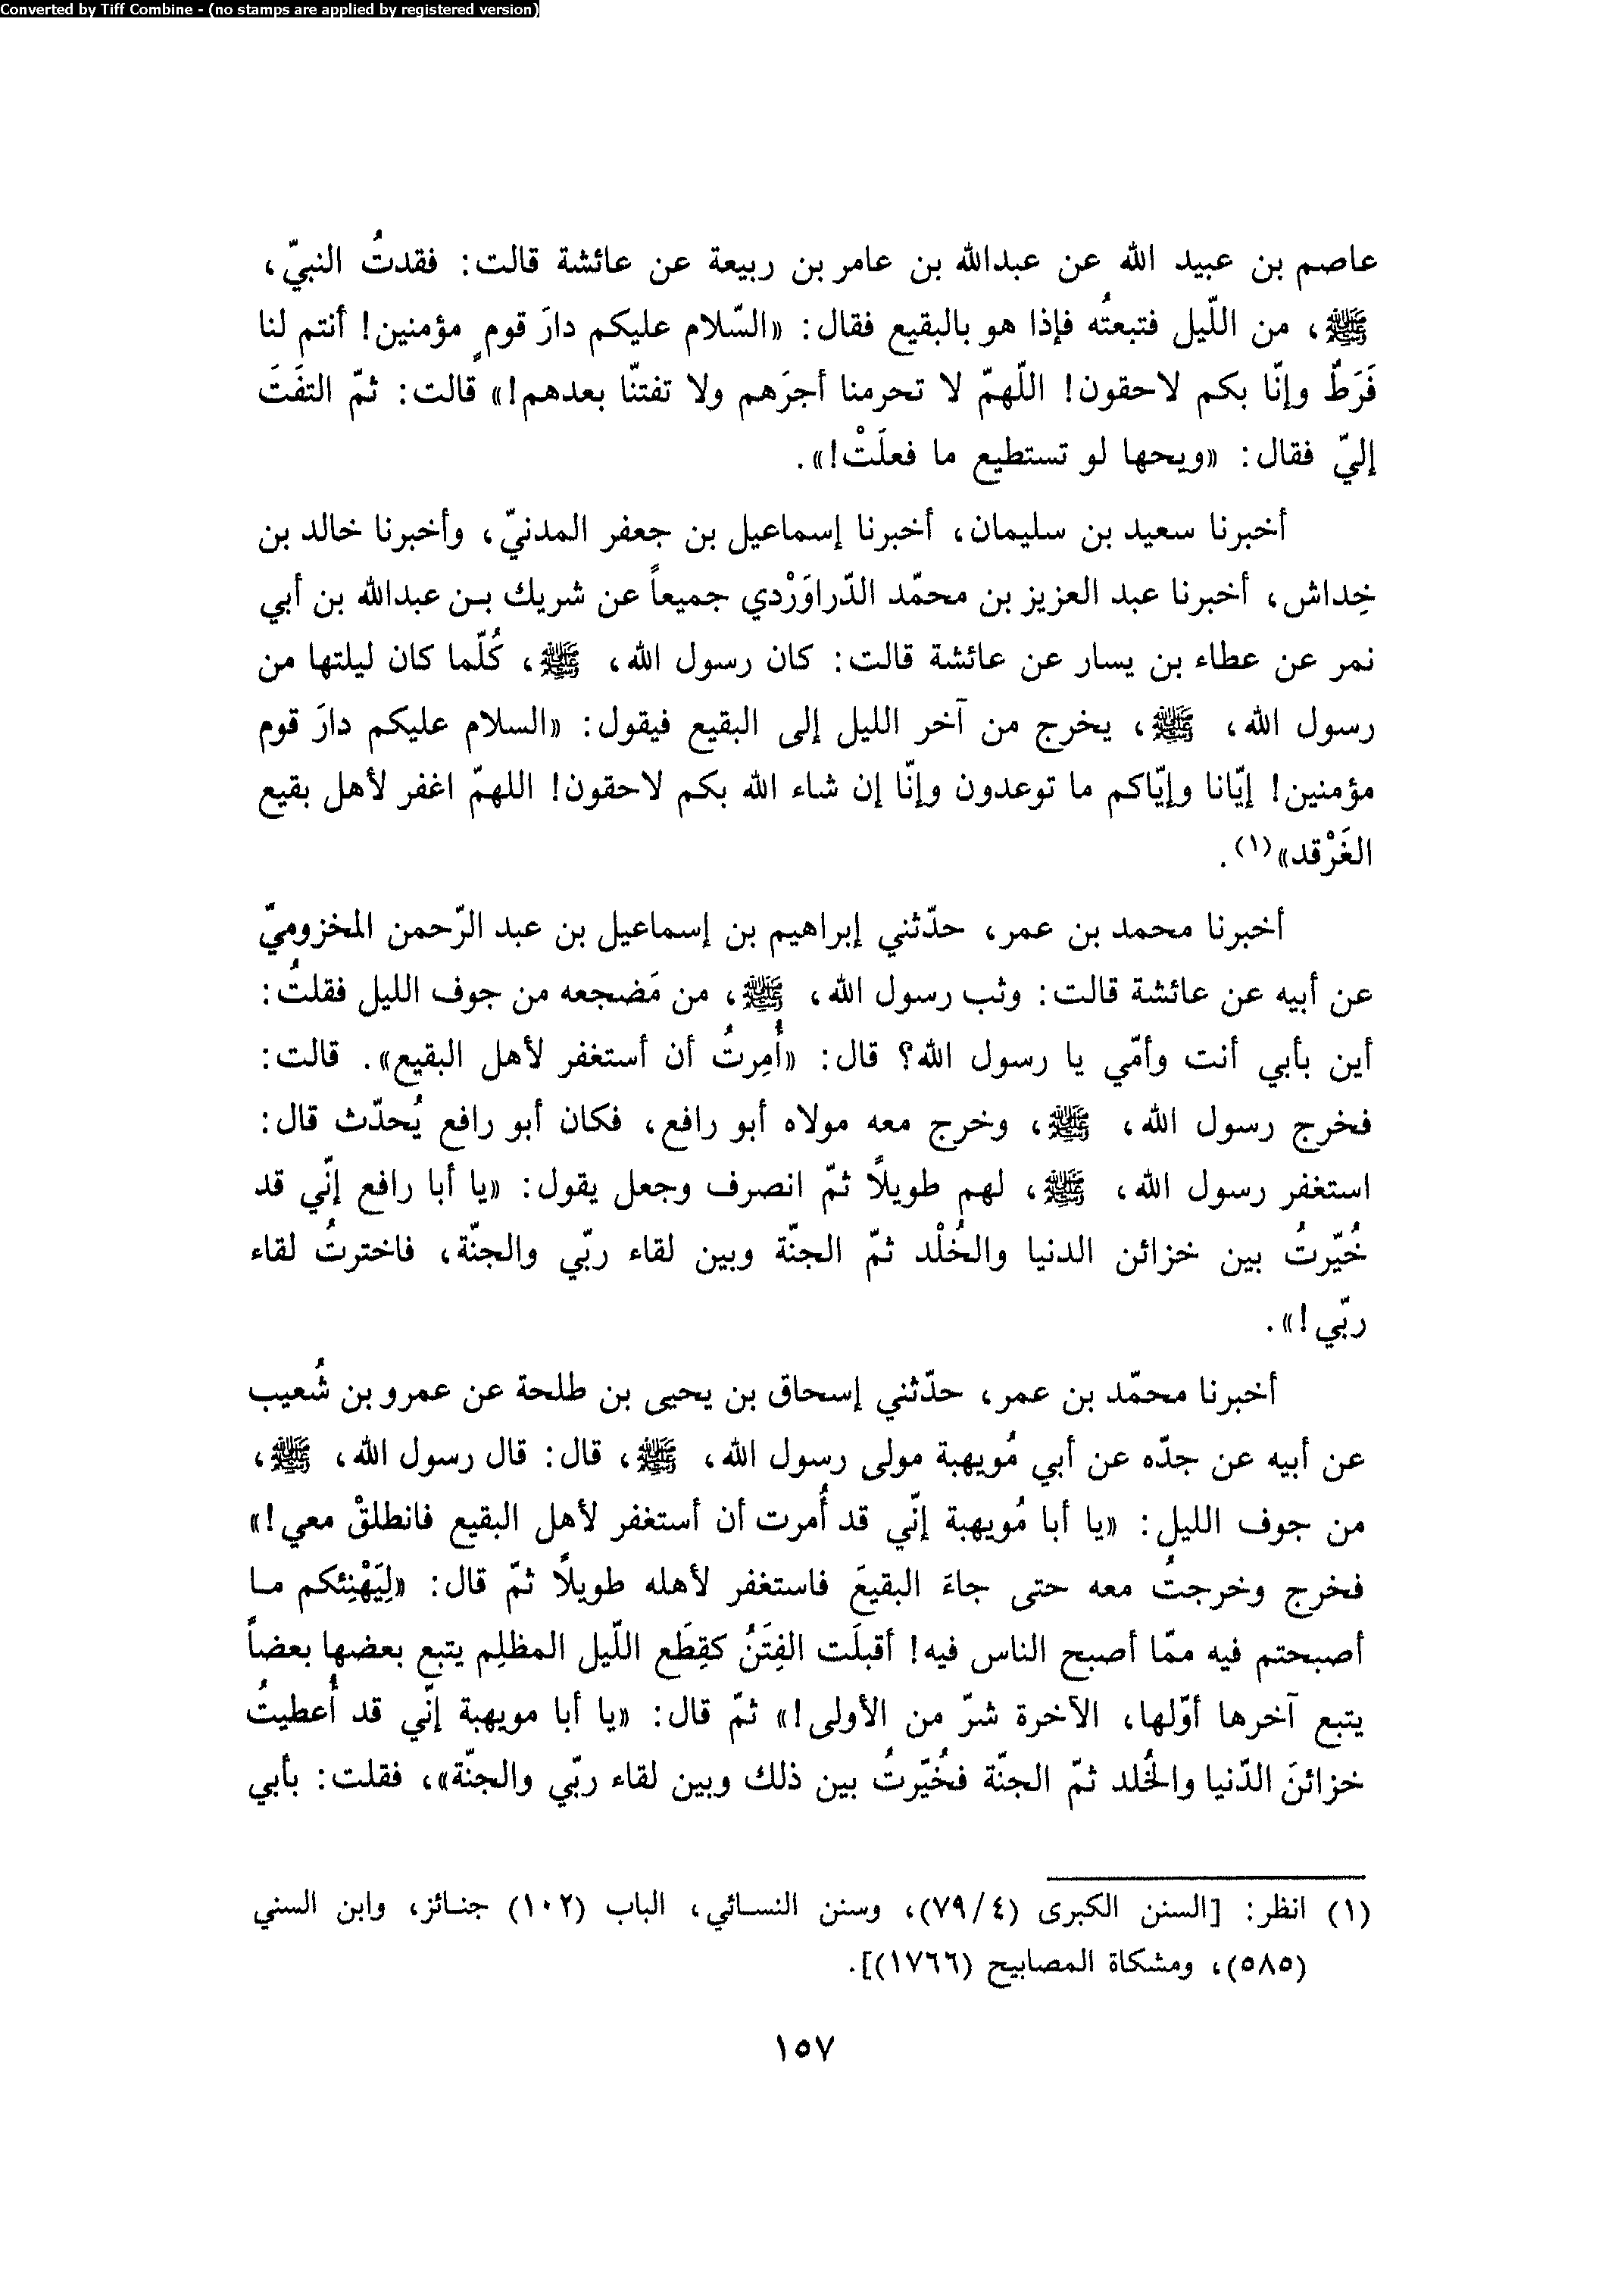 Converted by Tiff Combine - (no stamps are applied by registered version)
عاصم بن عبيد الله عن عبدالله بن عامر بن ربيعة عن عائشة قالت: فقدتُ النبيّ،
ﷺ، من اللّيل فتبعتُه فإذا هو بالبقيع فقال: «السّلام عليكم دارَ قومٍ مؤمنين! أنتم لنا
فَرَطٌ وإنّا بكم لاحقون! اللّهمّ لا تحرمنا أجرَهم ولا تفتنّا بعدهم!» قالت: ثمّ التفَتَ
إليّ فقال: «ويحها لو تستطيع ما فعلَتْ!».
أخبرنا سعيد بن سليمان، أخبرنا إسماعيل بن جعفر المدنيّ، وأخبرنا خالد بن
خِداش، أخبرنا عبد العزيز بن محمّد الدّراوَرْدي جميعاً عن شريك بـن عبدالله بن أبي
نمر عن عطاء بن يسار عن عائشة قالت: كان رسول الله، ﷺ، كُلّما كان ليلتها من
رسول الله، ﷺ، يخرج من آخر الليل إلى البقيع فيقول: «السلام عليكم دارَ قوم
مؤمنين! إيّانا وإيّاكم ما توعدون وإنّا إن شاء الله بكم لاحقون! اللهمّ اغفر لأهل بقيع
الغَرْقد»(١).
أخبرنا محمد بن عمر، حدّثني إبراهيم بن إسماعيل بن عبد الرّحمن المخزوميّ
عن أبيه عن عائشة قالت: وثب رسول الله، ﷺ، من مَضجعه من جوف الليل فقلتُ:
أين بأبي أنت وأمّي يا رسول الله؟ قال: «أُمِرتُ أن أستغفر لأهل البقيع». قالت:
فخرج رسول الله، ﷺ، وخرج معه مولاه أبو رافع، فكان أبو رافع يُحدّث قال:
استغفر رسول الله، ﷺ، لهم طويلاً ثمّ انصرف وجعل يقول: «يا أبا رافع إنّي قد
خُيّرتُ بين خزائن الدنيا والخُلْد ثمّ الجنّة وبين لقاء ربّي والجنّة، فاخترتُ لقاء
ربّي!».
أخبرنا محمّد بن عمر، حدّثني إسحاق بن يحيى بن طلحة عن عمرو بن شُعيب
عن أبيه عن جدّه عن أبي مُويهبة مولى رسول الله، ﷺ، قال: قال رسول الله، ﷺ،
من جوف الليل: «يا أبا مُويهبة إنّي قد أُمرت أن أستغفر لأهل البقيع فانطلقْ معي!»
فخرج وخرجتُ معه حتى جاءَ البقيعَ فاستغفر لأهله طويلاً ثمّ قال: «لِيَهْنِئكم مـا
أصبحتم فيه ممّا أصبح الناس فيه! أقبلَت الفِتَنُ كقِطَع اللّيل المظلِم يتبع بعضها بعضاً
يتبع آخرها أوّلها، الآخرة شرّ من الأولى!» ثمّ قال: «يا أبا مويهبة إنّي قد أُعطيتُ
خزائنَ الدّنيا والخُلد ثمّ الجنّة فخُيّرتُ بين ذلك وبين لقاء ربّي والجنّة»، فقلت: بأبي
(١) انظر: [السنن الكبرى (٧٩/٤)، وسنن النسـائي، الباب (١٠٢) جنـائز، وابن السني
(٥٨٥)، ومشكاة المصابيح (١٧٦٦)].
١٥٧